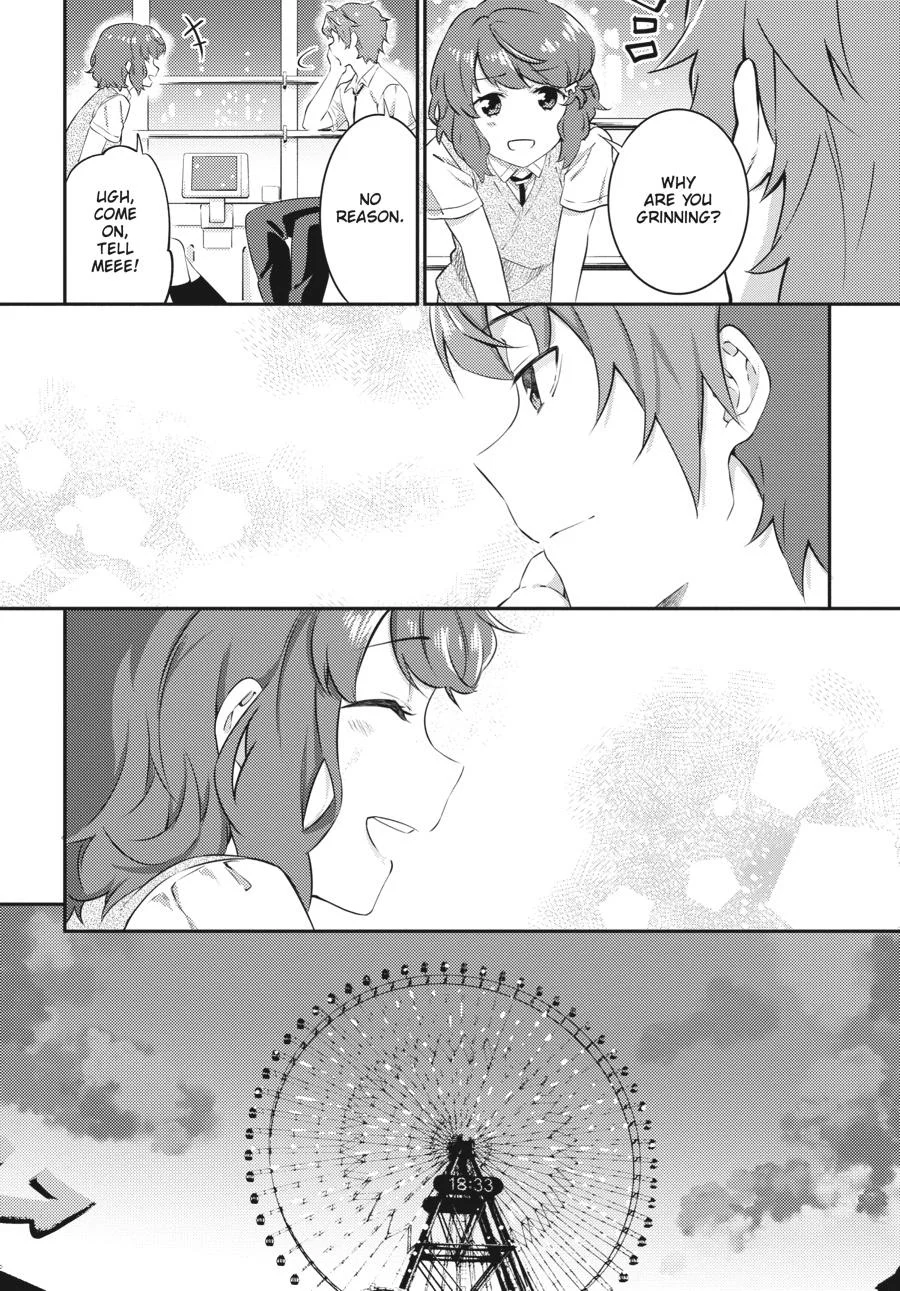 WHY
ARE YOU
GRINNING?
NO
REASON.
UGH,
COME
ON,
TELL
MEEE!
18:33